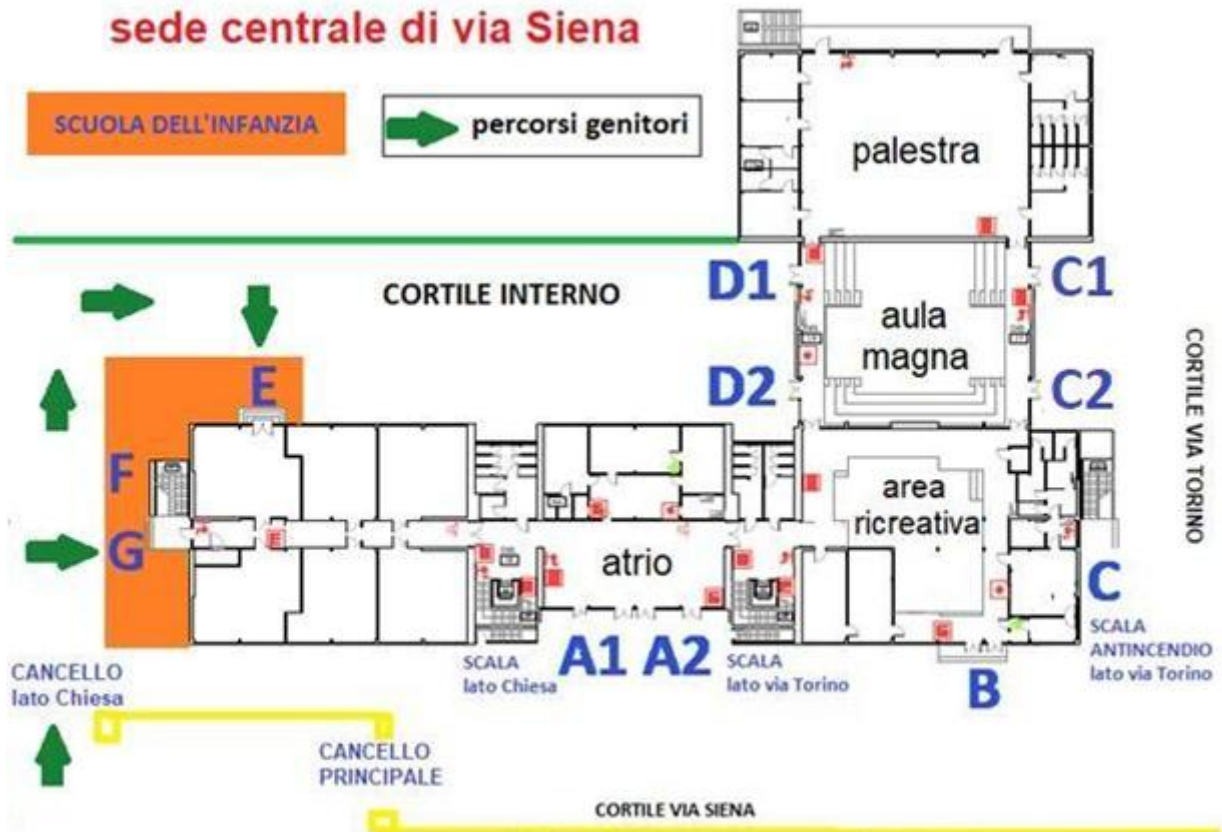 sede centrale di via Siena
SCUOLA DELL'INFANZIA
percorsi genitori
palestra
CORTILE INTERNO
D1
C1
aula
magna
D2
C2
CORTILE VIA TORINO
E
F
G
area
ricreativa
atrio
C
A1 A2
B
SCALA
lato Chiesa
SCALA
lato via Torino
SCALA
ANTINCENDIO
lato via Torino
CANCELLO
lato Chiesa
CANCELLO
PRINCIPALE
CORTILE VIA SIENA